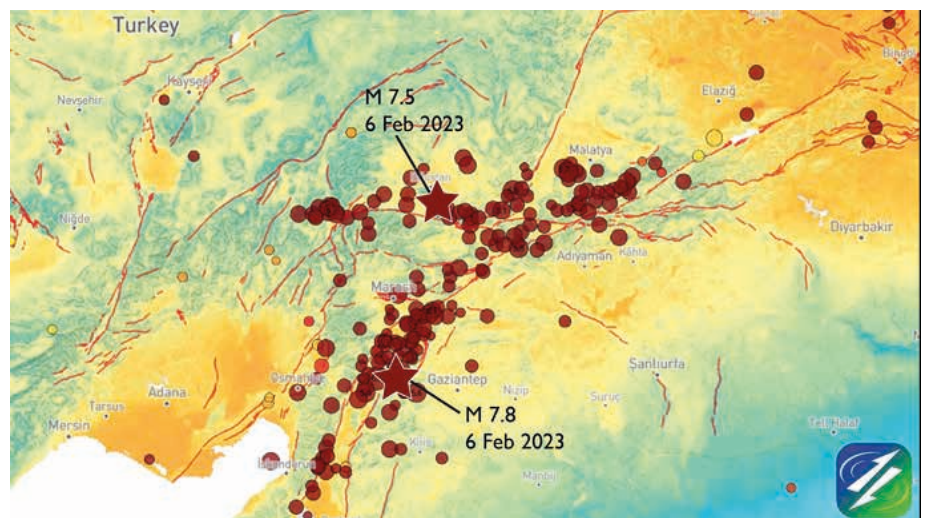 Turkey
Kayseri
Nevşehir
Bingöl
Elazığ
M 7.5
6 Feb 2023
Malatya
Niğde
Diyarbakır
Adıyaman
Kâhta
Maraş
Şanlıurfa
Osmaniye
Gaziantep
Adana
Nizip
Suruç
Tarsus
Mersin
M 7.8
6 Feb 2023
Tall Halaf
Kilis
İskenderun
Manbij